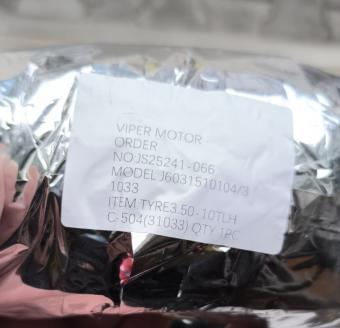 VIPER MOTOR
ORDER
NO.JS25241-066
MODEL J6031510104/3
1033
ITEM TYRE3.50-10TLH
C-504(31033) QTY 1PC